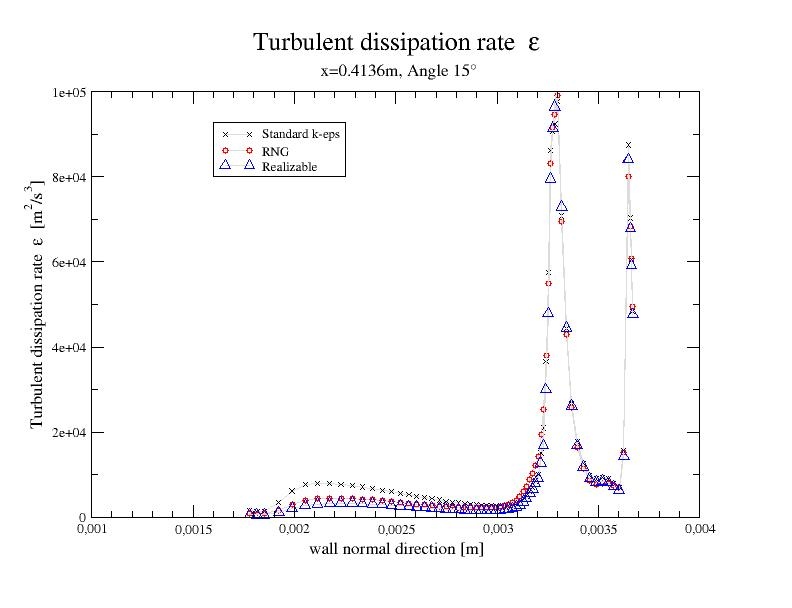 Turbulent dissipation rate ε
x=0.4136m, Angle 15°
1e+05
8e+04
6e+04
4e+04
2e+04
0
Turbulent dissipation rate ε [m²/s³]
Standard k-eps
RNG
Realizable
0,001 0,0015 0,002 0,0025 0,003 0,0035 0,004
wall normal direction [m]